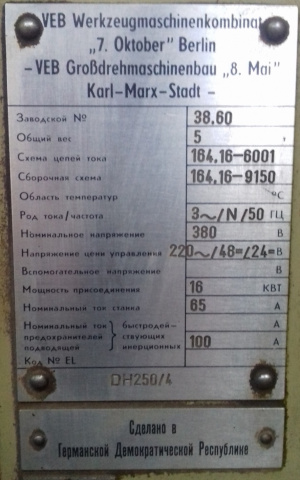 VEB Werkzeugmaschinenkombinat
„7. Oktober” Berlin
- VEB Großdrehmaschinenbau „8. Mai”
Karl-Marx-Stadt -
Заводской № 38.60
Общий вес 5
Схема цепей тока 164.16-6001
Сборочная схема 164.16-9150
Область температур °C
Род тока/частота 3~/N/50 ГЦ
Номинальное напряжение 380 В
Напряжение цепи управления 220~/48=/24= В
Вспомогательное напряжение В
Мощность присоединения 16 КВТ
Номинальный ток станка 65 А
Номинальный ток быстродей- А
предохранителей ствующих
подводящей инерционных 100 А
Код № EL
DH250/4
Сделано в
Германской Демократической Республике